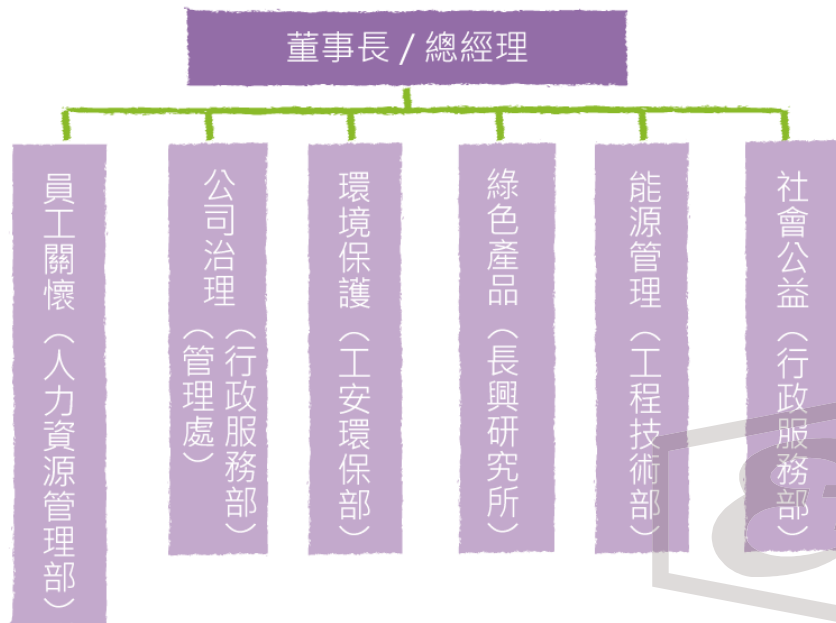 董事長 / 總經理
員工關懷（人力資源管理部）
公司治理
（行政服務部）
（管理處）
環境保護（工安環保部）
綠色產品（長興研究所）
能源管理（工程技術部）
社會公益（行政服務部）